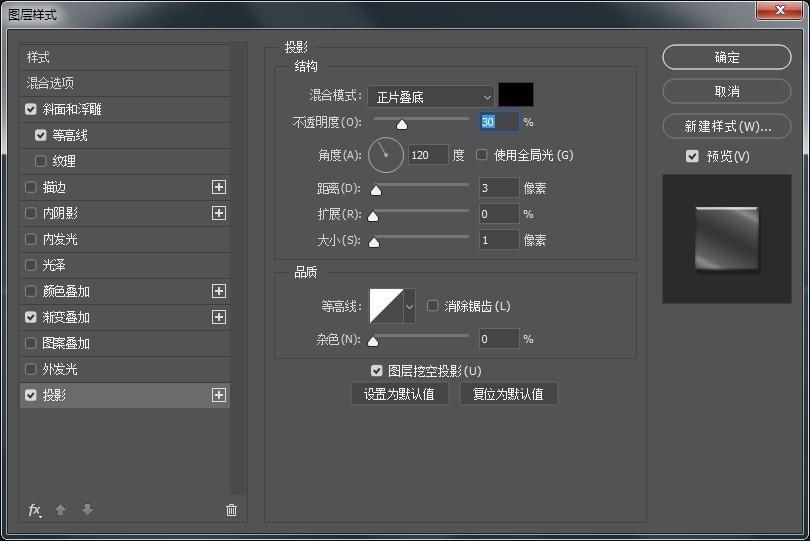 图层样式
样式
混合选项
斜面和浮雕
等高线
纹理
描边
内阴影
内发光
光泽
颜色叠加
渐变叠加
图案叠加
外发光
投影
fx
投影
结构
混合模式: 正片叠底
不透明度(O): 30 %
角度(A): 120 度 使用全局光 (G)
距离(D): 3 像素
扩展(R): 0 %
大小(S): 1 像素
品质
等高线: 消除锯齿 (L)
杂色(N): 0 %
图层挖空投影(U)
设置为默认值 复位为默认值
确定
取消
新建样式(W)...
预览(V)